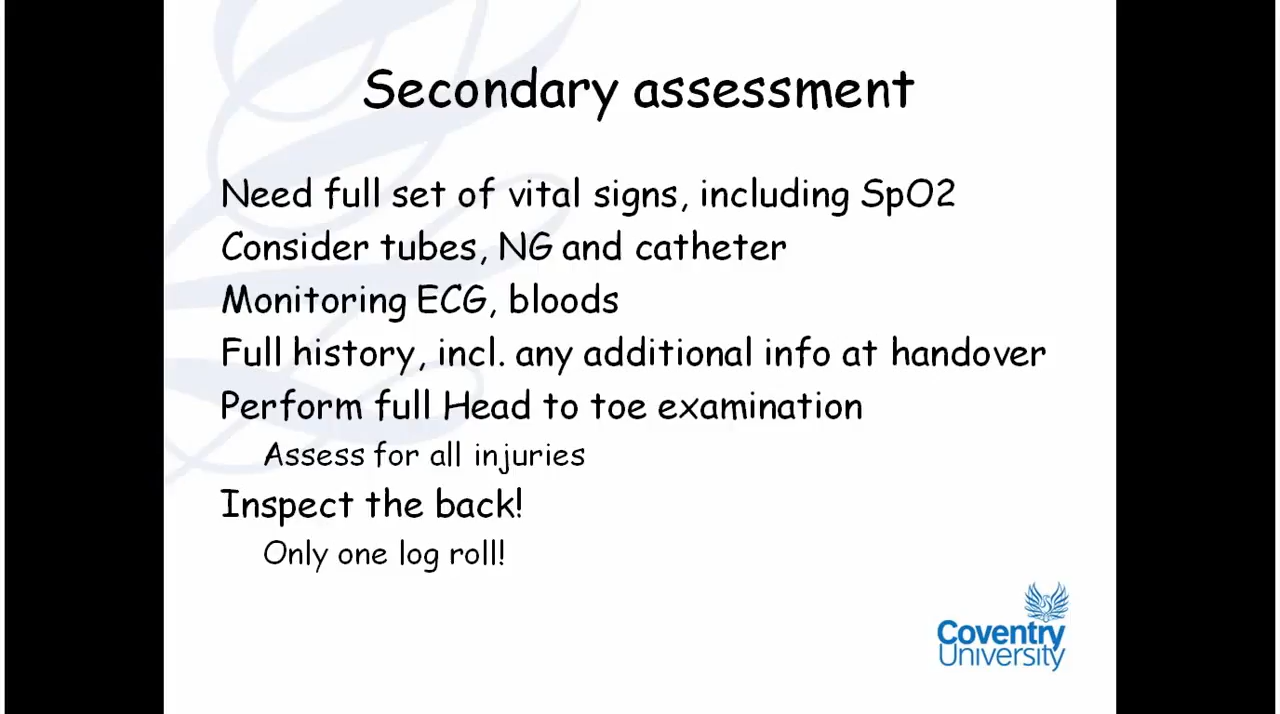 Secondary assessment
Need full set of vital signs, including SpO2
Consider tubes, NG and catheter
Monitoring ECG, bloods
Full history, incl. any additional info at handover
Perform full Head to toe examination
Assess for all injuries
Inspect the back!
Only one log roll!
Coventry
University